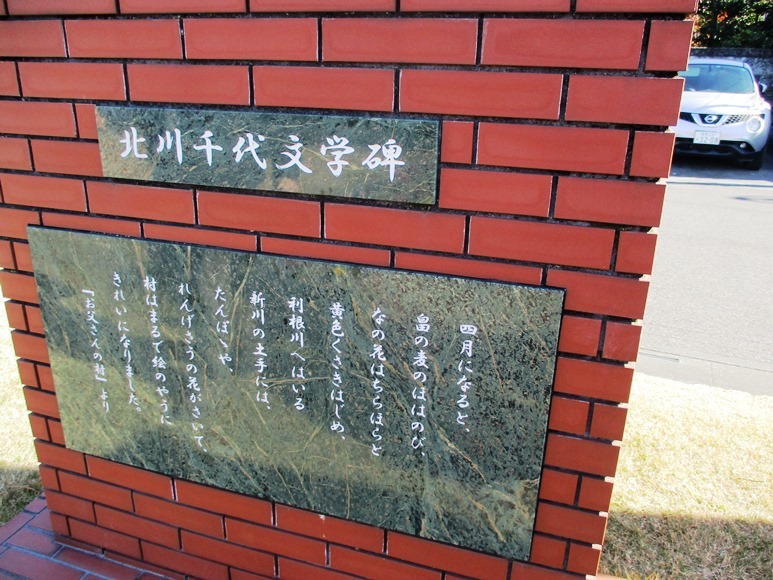 北川千代文学碑
四月になると、
畠の麦のははのび、
なの花はちらほらと
黄色くさきはじめ、
利根川へはいる
新川の土手には、
たんぽゝや、
れんげさうの花がさいて、
村はまるで絵のやうに
きれいになりました。
「お父さんの村」より